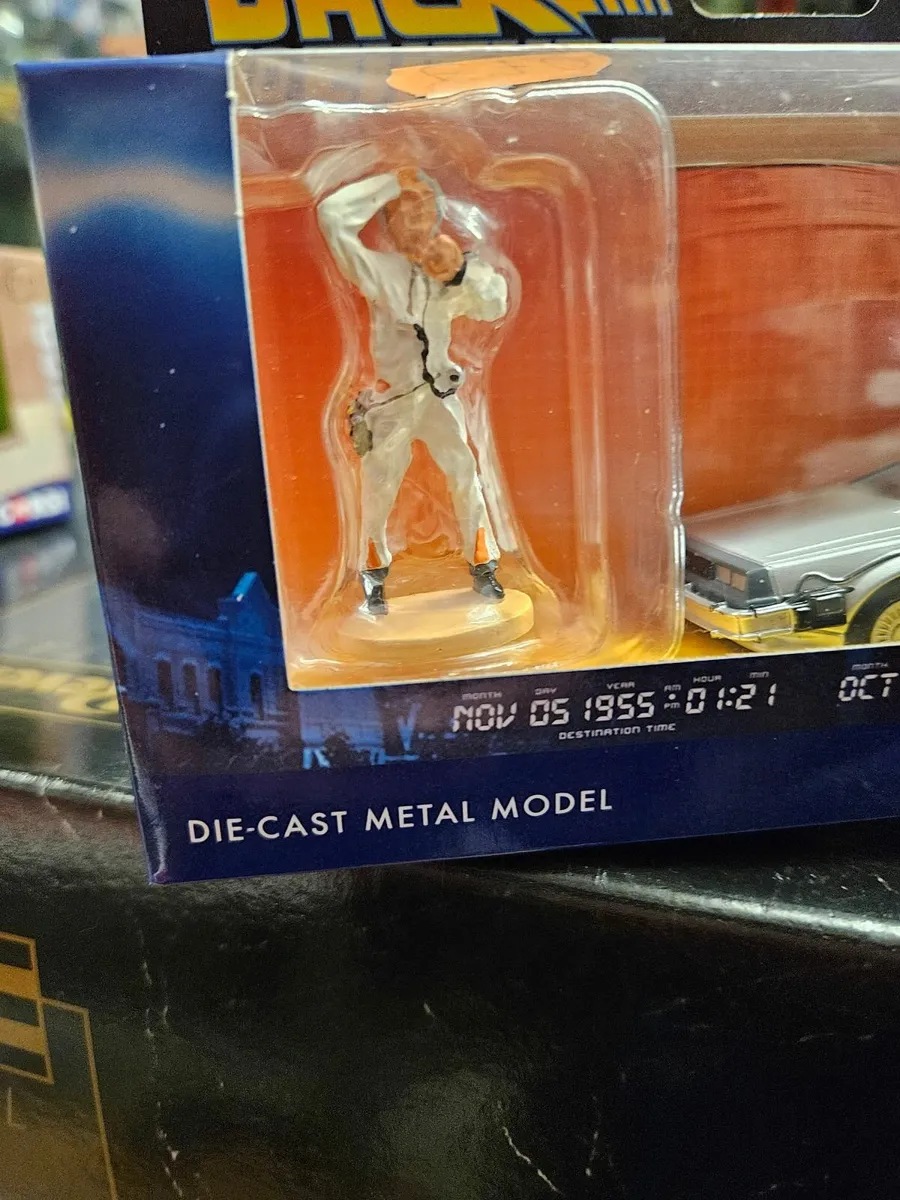 BACK
MONTH DAY YEAR AM HOUR MIN MONTH
NOV 05 1955 PM 01:21 OCT
DESTINATION TIME
DIE-CAST METAL MODEL